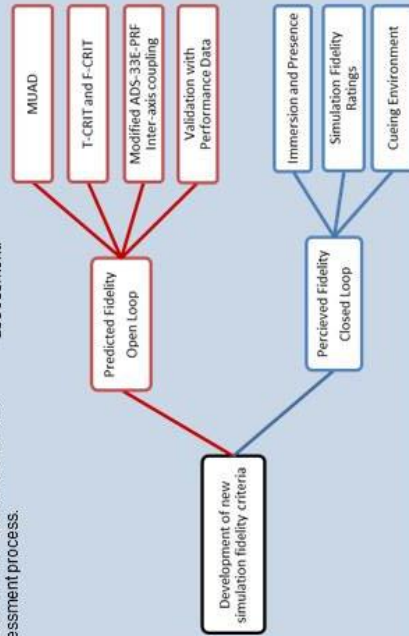 essment process.
Development of new
simulation fidelity criteria
Predicted Fidelity
Open Loop
MUAD
T-CRIT and F-CRIT
Modified ADS-33E-PRF
Inter-axis coupling
Validation with
Performance Data
Percieved Fidelity
Closed Loop
Immersion and Presence
Simulation Fidelity
Ratings
Cueing Environment